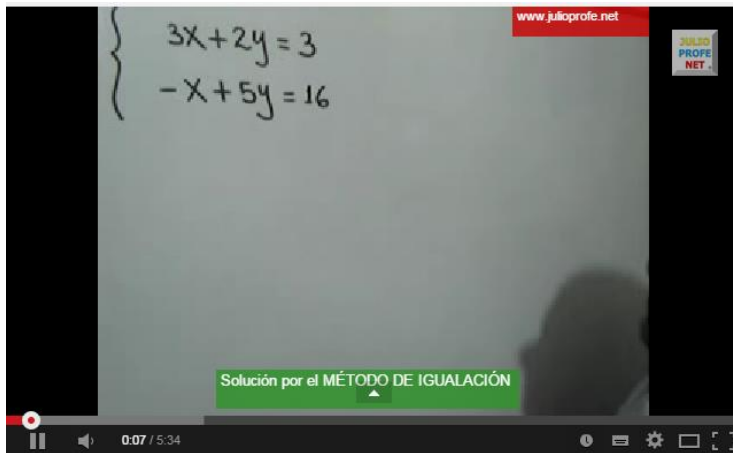 www.julioprofe.net
JULIO
PROFE
NET .
3x+2y=3
-x+5y=16
Solución por el MÉTODO DE IGUALACIÓN
0:07 / 5:34